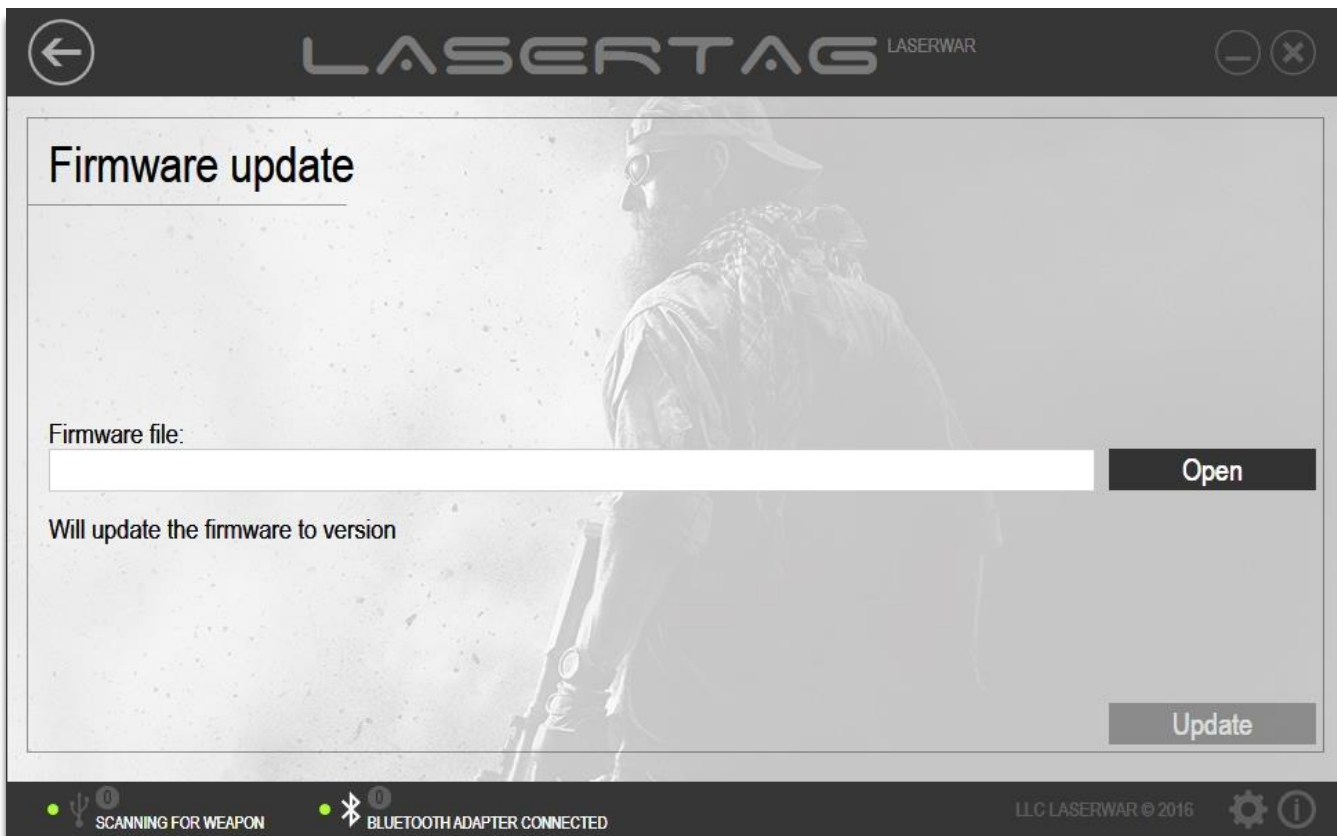 LASERTAG LASERWAR
Firmware update
Firmware file:
Open
Will update the firmware to version
Update
0
SCANNING FOR WEAPON
0
BLUETOOTH ADAPTER CONNECTED
LLC LASERWAR © 2016